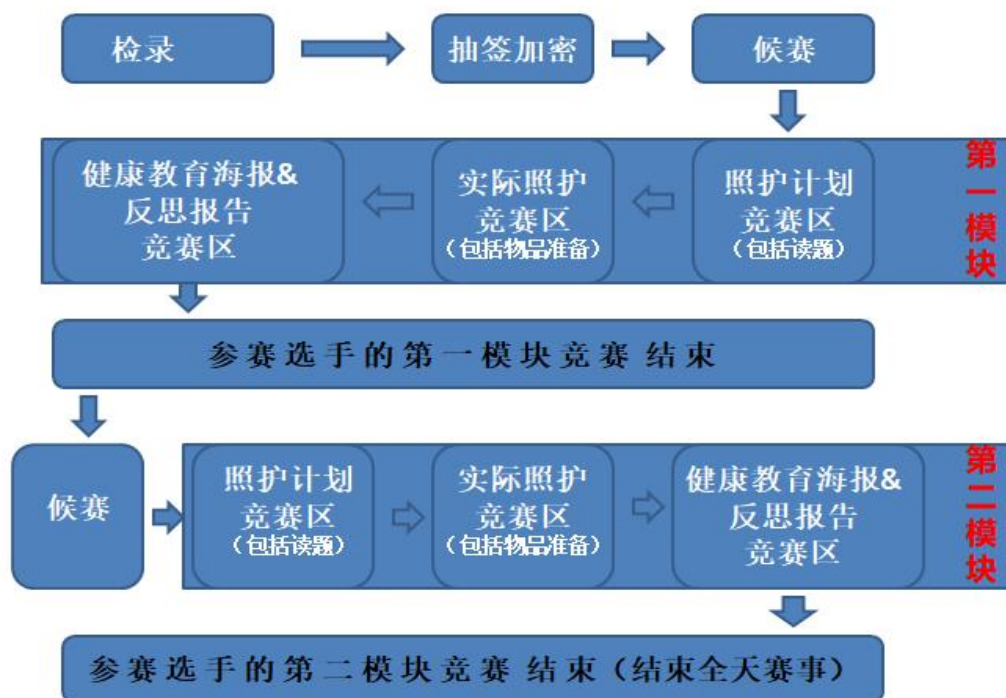 检录
抽签加密
候赛
第一模块
照护计划
竞赛区
（包括读题）
实际照护
竞赛区
（包括物品准备）
健康教育海报&
反思报告
竞赛区
参赛选手的第一模块竞赛 结束
候赛
照护计划
竞赛区
（包括读题）
实际照护
竞赛区
（包括物品准备）
健康教育海报&
反思报告
竞赛区
第二模块
参赛选手的第二模块竞赛 结束（结束全天赛事）